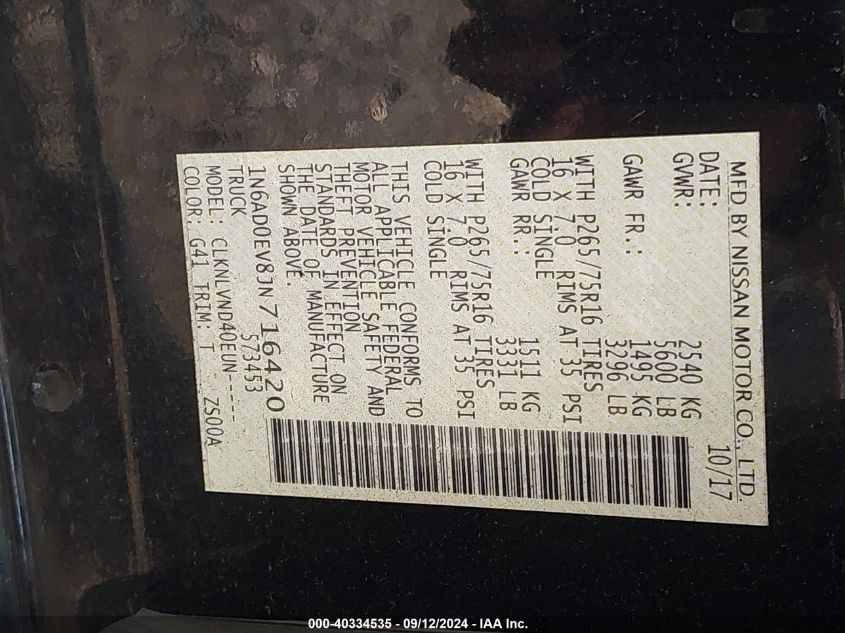 MFD BY NISSAN MOTOR CO., LTD
DATE: 10/17
GVWR: 2540 KG
5600 LB
GAWR FR.: 1495 KG
3296 LB
WITH P265/75R16 TIRES
16 X 7.0 RIMS AT 35 PSI
COLD SINGLE
GAWR RR.: 1511 KG
3331 LB
WITH P265/75R16 TIRES
16 X 7.0 RIMS AT 35 PSI
COLD SINGLE
THIS VEHICLE CONFORMS TO
ALL APPLICABLE FEDERAL
MOTOR VEHICLE SAFETY AND
THEFT PREVENTION
STANDARDS IN EFFECT ON
THE DATE OF MANUFACTURE
SHOWN ABOVE.
1N6AD0EV8JN716420
TRUCK 573453
MODEL: CLKNLVND40EUN-----
COLOR: G41 TRIM: T Z500A
000-40334535 - 09/12/2024 - IAA Inc.